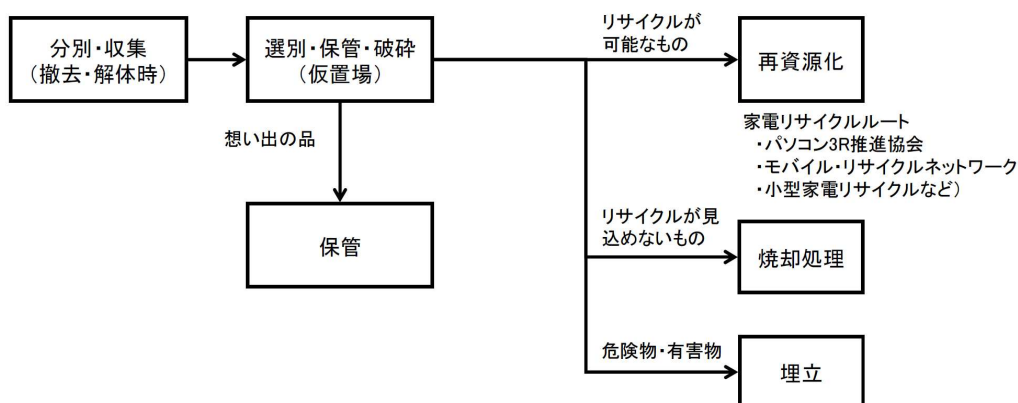 分別・収集
(撤去・解体時)
選別・保管・破砕
(仮置場)
リサイクルが
可能なもの
再資源化
家電リサイクルルート
・パソコン3R推進協会
・モバイル・リサイクルネットワーク
・小型家電リサイクルなど)
想い出の品
保管
リサイクルが見
込めないもの
焼却処理
危険物・有害物
埋立